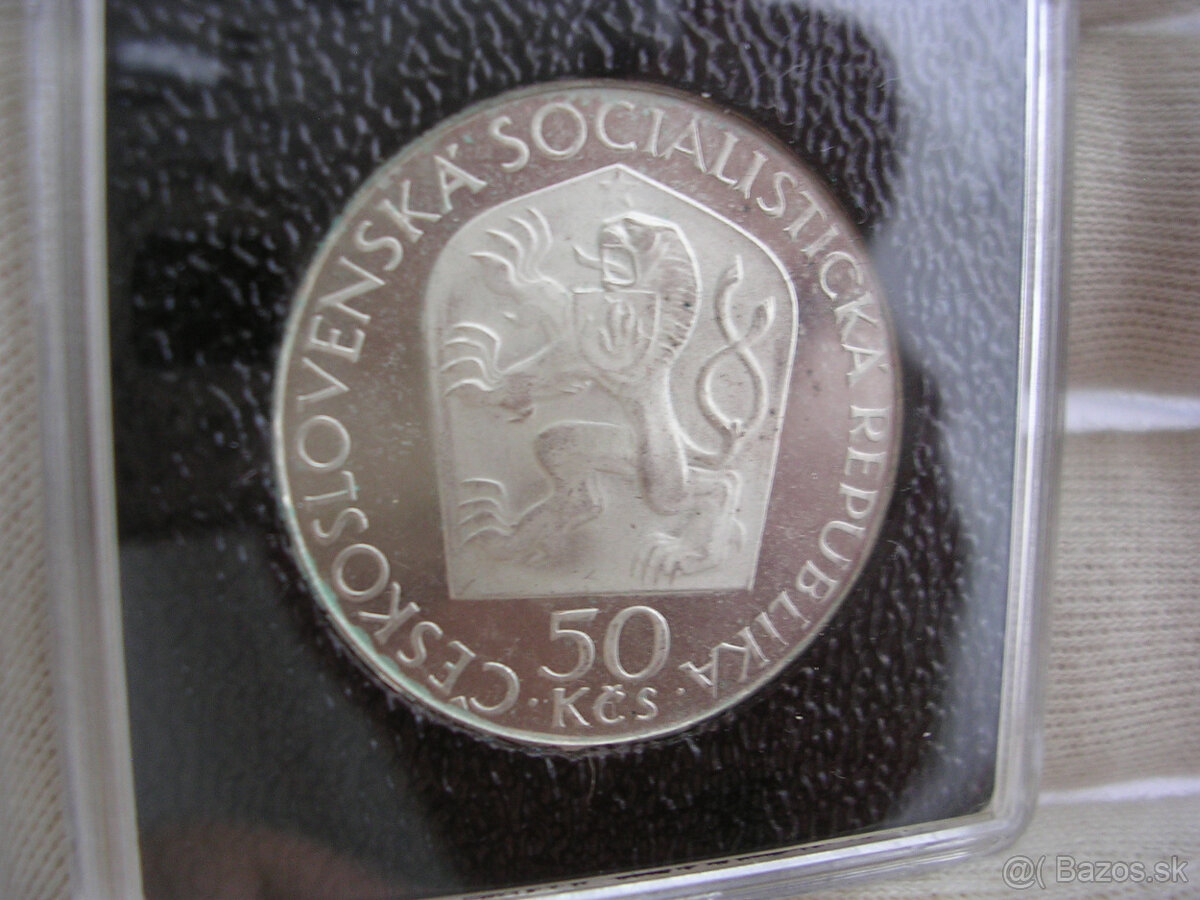 ČESKOSLOVENSKÁ SOCIALISTICKÁ REPUBLIKA
50
· KČS ·
@( Bazos.sk